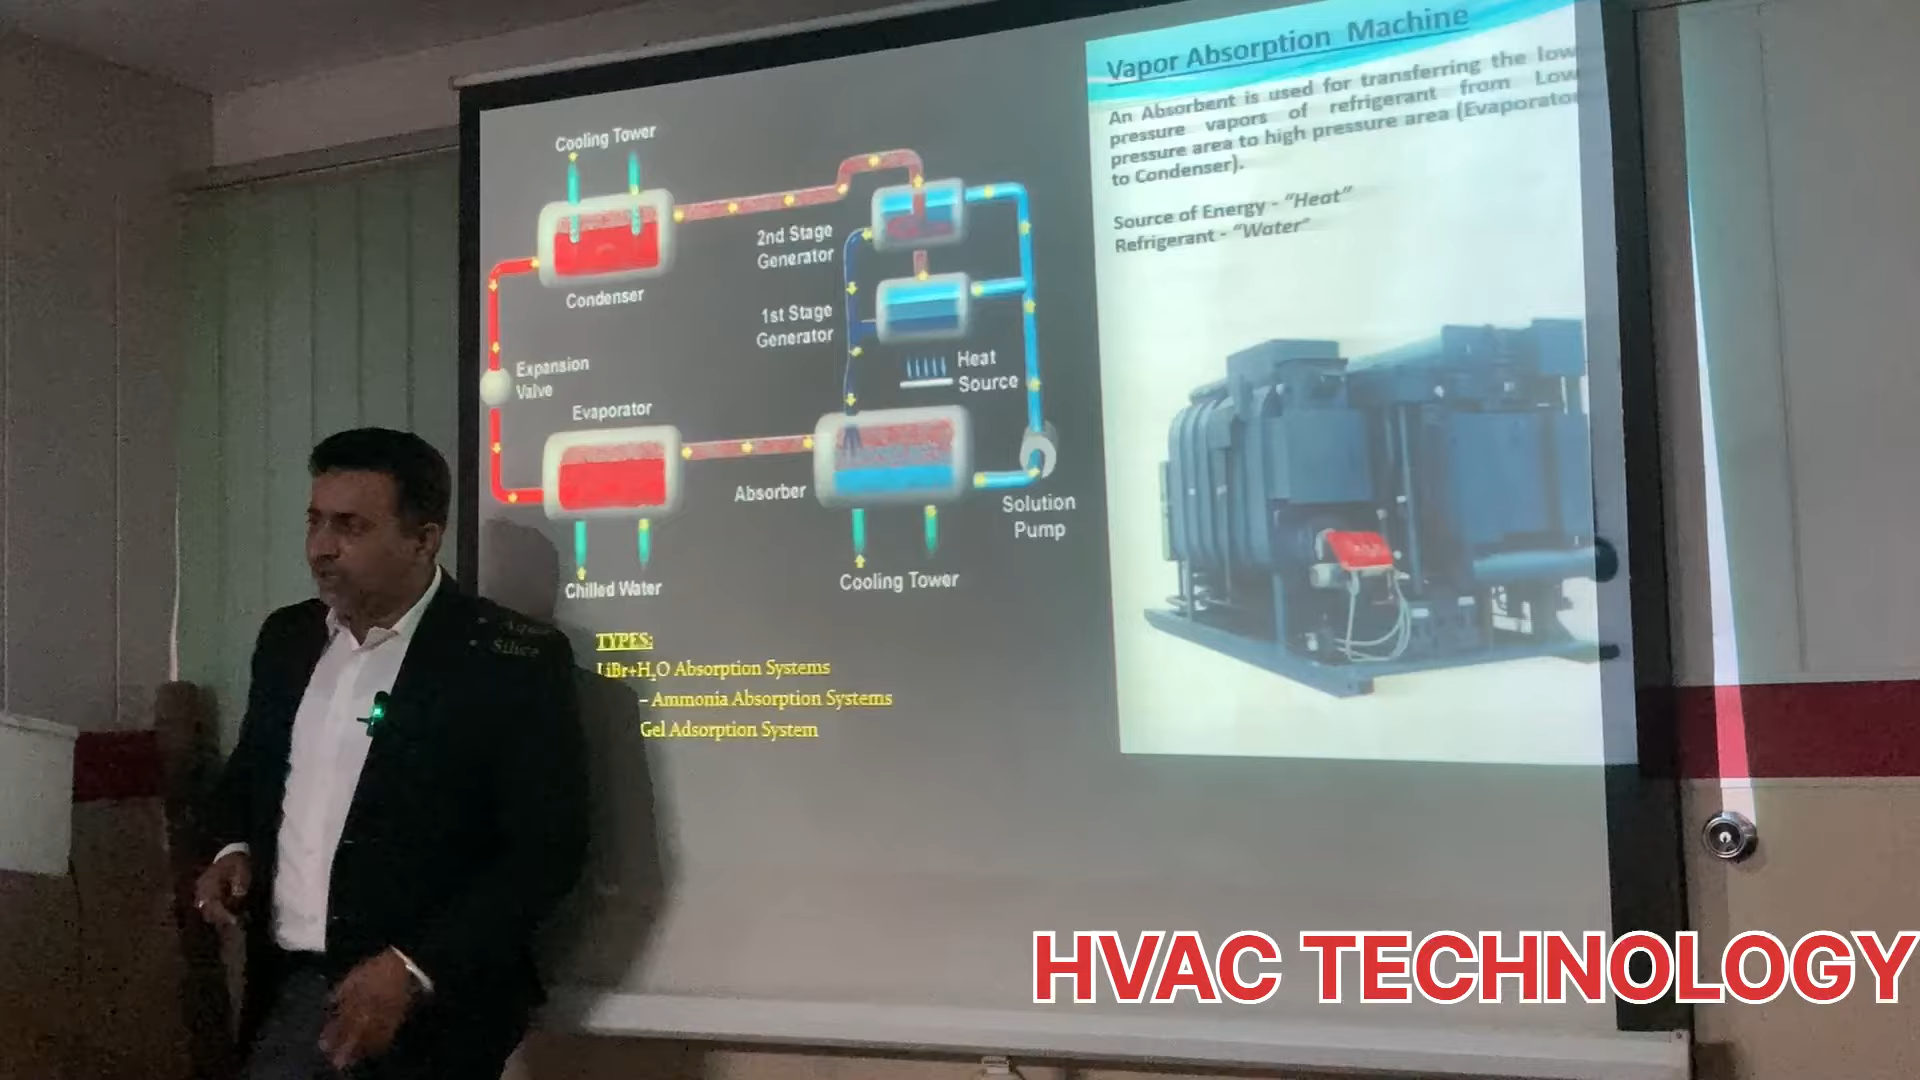 Cooling Tower
Condenser
2nd Stage
Generator
1st Stage
Generator
Heat
Source
Expansion
Valve
Evaporator
Absorber
Solution
Pump
Chilled Water
Cooling Tower
TYPES:
LiBr+H2O Absorption Systems
– Ammonia Absorption Systems
Gel Adsorption System
Vapor Absorption Machine
An Absorbent is used for transferring the low
pressure vapors of refrigerant from Low
pressure area to high pressure area (Evaporator
to Condenser).
Source of Energy - “Heat”
Refrigerant - “Water”
HVAC TECHNOLOGY